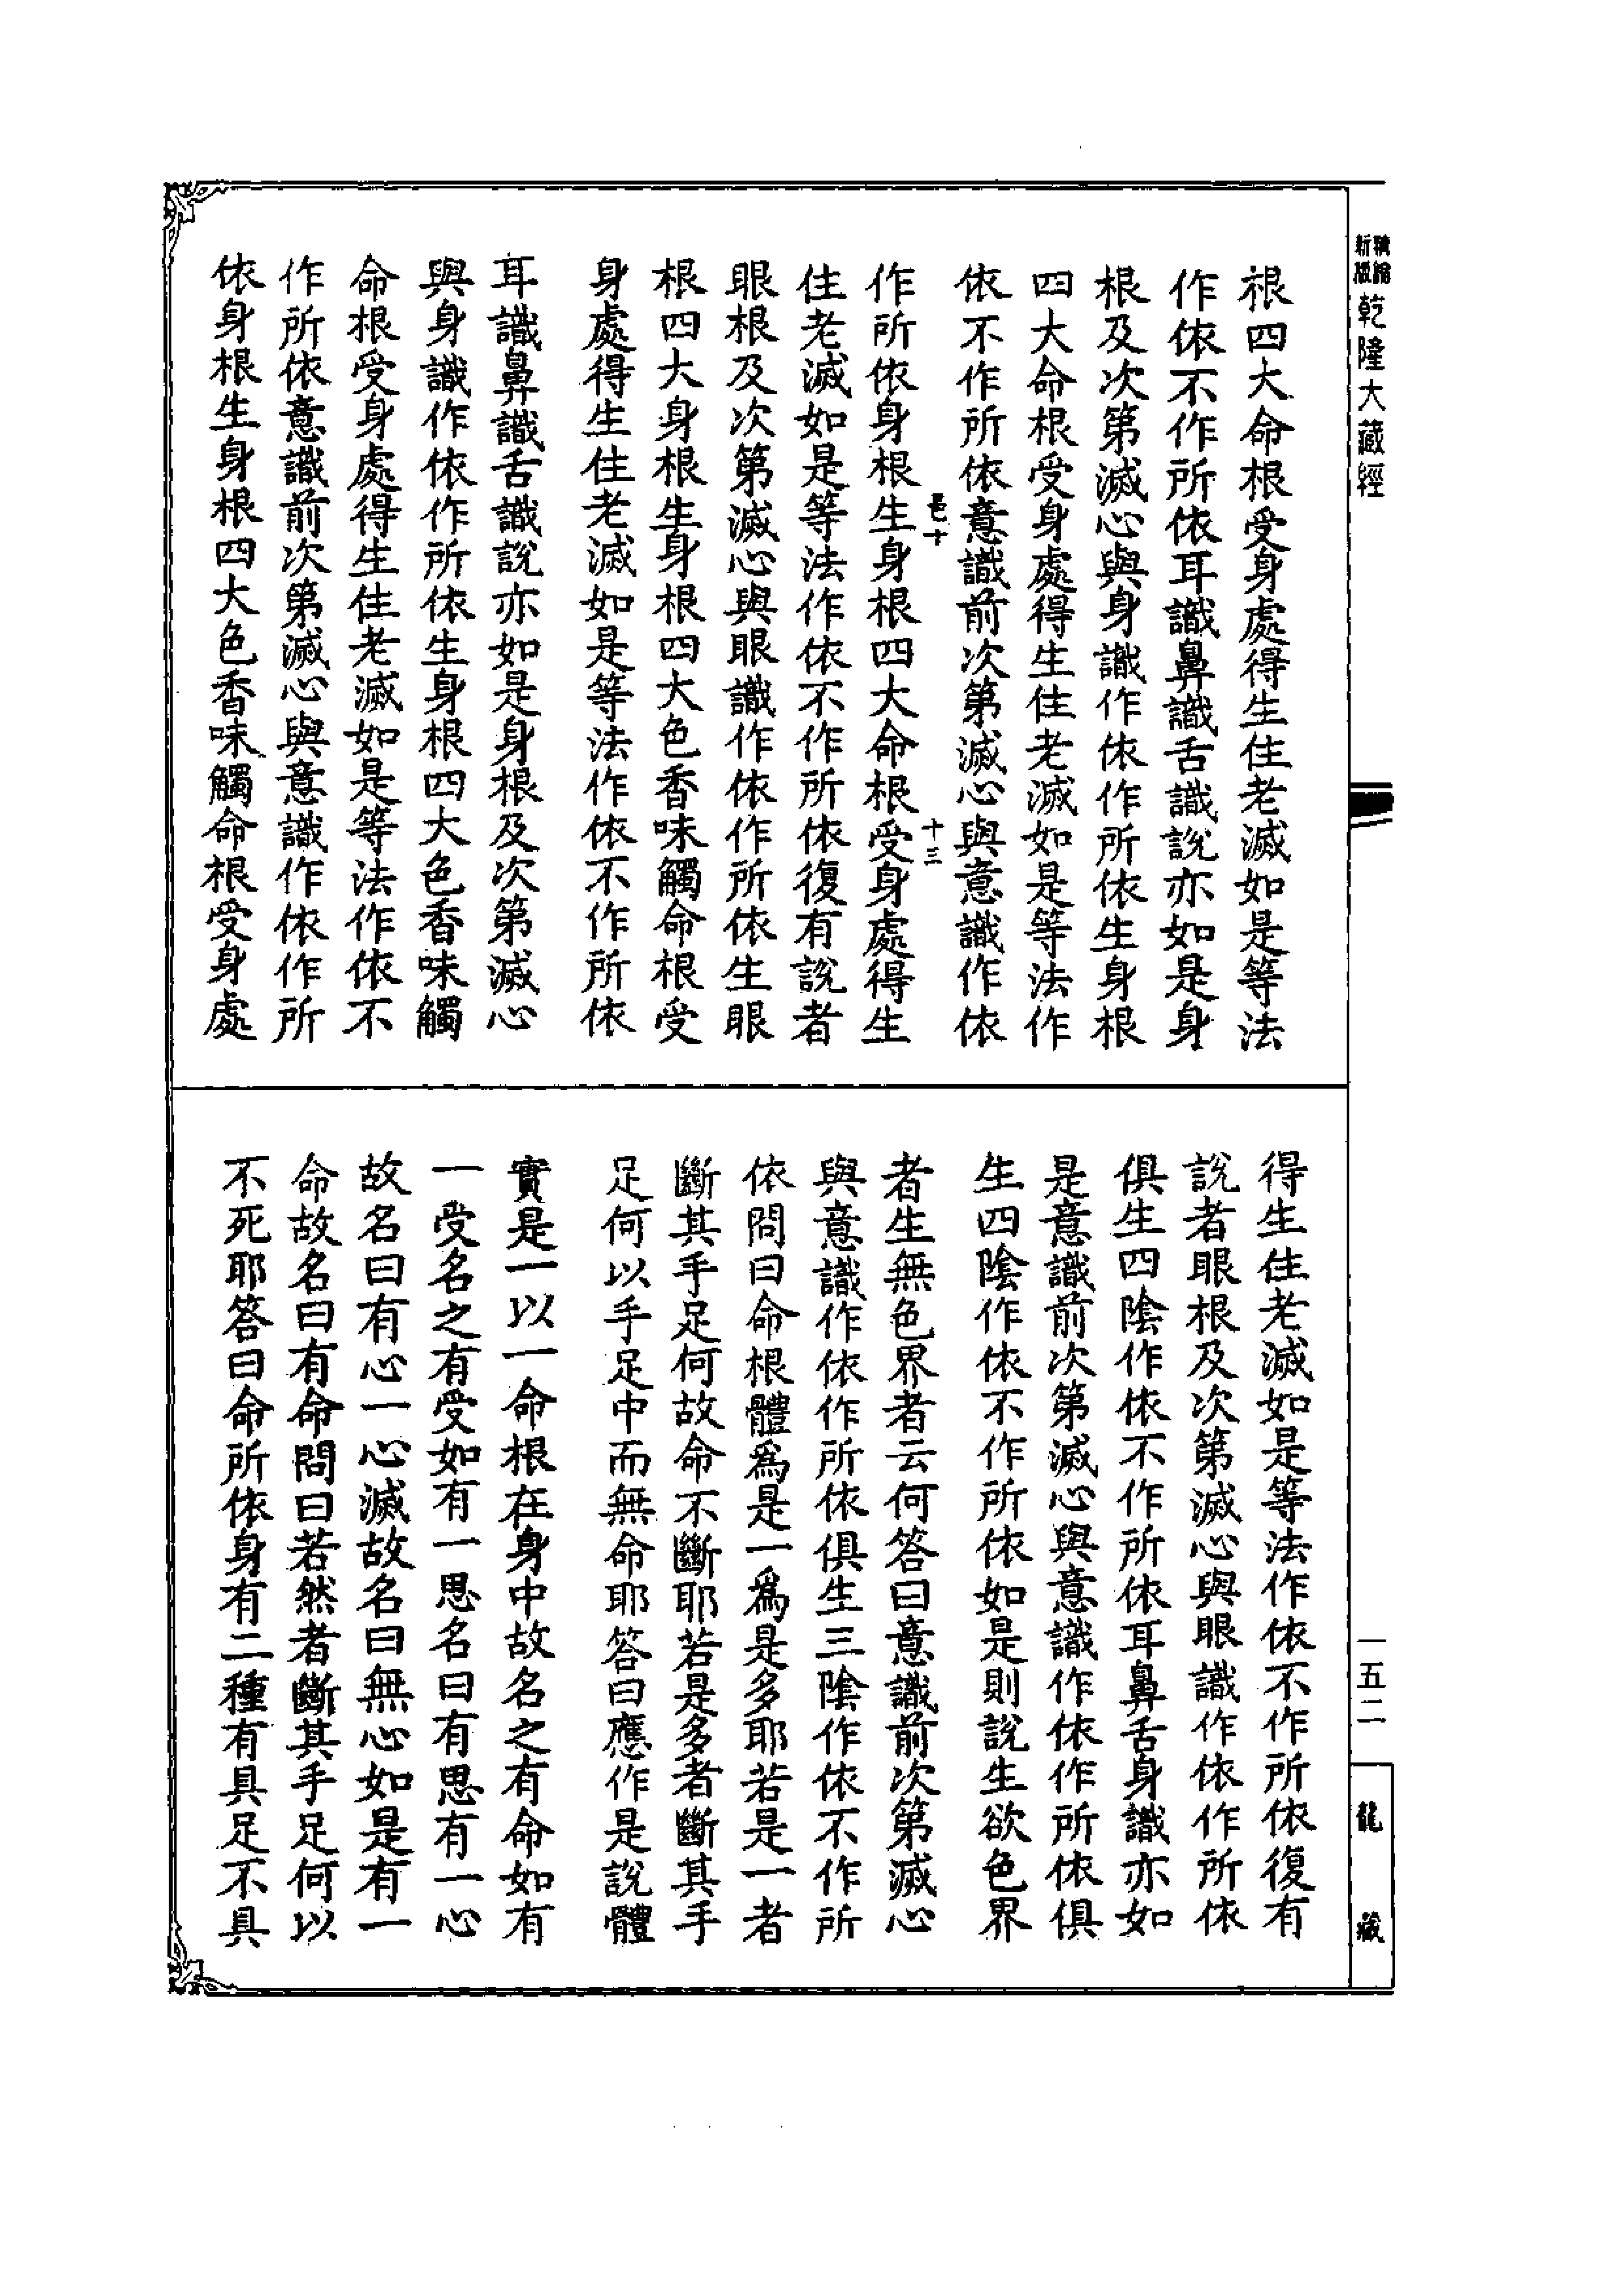 乾隆大藏經
根四大命根受身處得生住老滅如是等法
作依不作所依耳識鼻識舌識說亦如是身
根及次第滅心與身識作依作所依生身根
四大命根受身處得生住老滅如是等法作
依不作所依意識前次第滅心與意識作依
十三
作所依身根生身根四大命根受身處得生
住老滅如是等法作依不作所依復有說者
眼根及次第滅心與眼識作依作所依生眼
根四大身根生身根四大色香味觸命根受
身處得生住老滅如是等法作依不作所依
耳識鼻識舌識說亦如是身根及次第滅心
與身識作依作所依生身根四大色香味觸
命根受身處得生住老滅如是等法作依不
作所依意識前次第滅心與意識作依作所
依身根生身根四大色香味觸命根受身處
得生住老滅如是等法作依不作所依復有
說者眼根及次第滅心與眼識作依作所依
俱生四陰作依不作所依耳鼻舌身識亦如
是意識前次第滅心與意識作依作所依俱
生四陰作依不作所依如是則說生欲色界
者生無色界者云何答曰意識前次第滅心
與意識作依作所依俱生三陰作依不作所
依問曰命根體為是一為是多耶若是一者
斷其手足何故命不斷耶若是多者斷其手
足何以手足中而無命耶答曰應作是說體
實是一以一命根在身中故名之有命如有
一受名之有受如有一思名曰有思有一心
故名曰有心一心滅故名曰無心如是有一
命故名曰有命問曰若然者斷其手足何以
不死耶答曰命所依身有二種有具足不具
一五二
龍藏